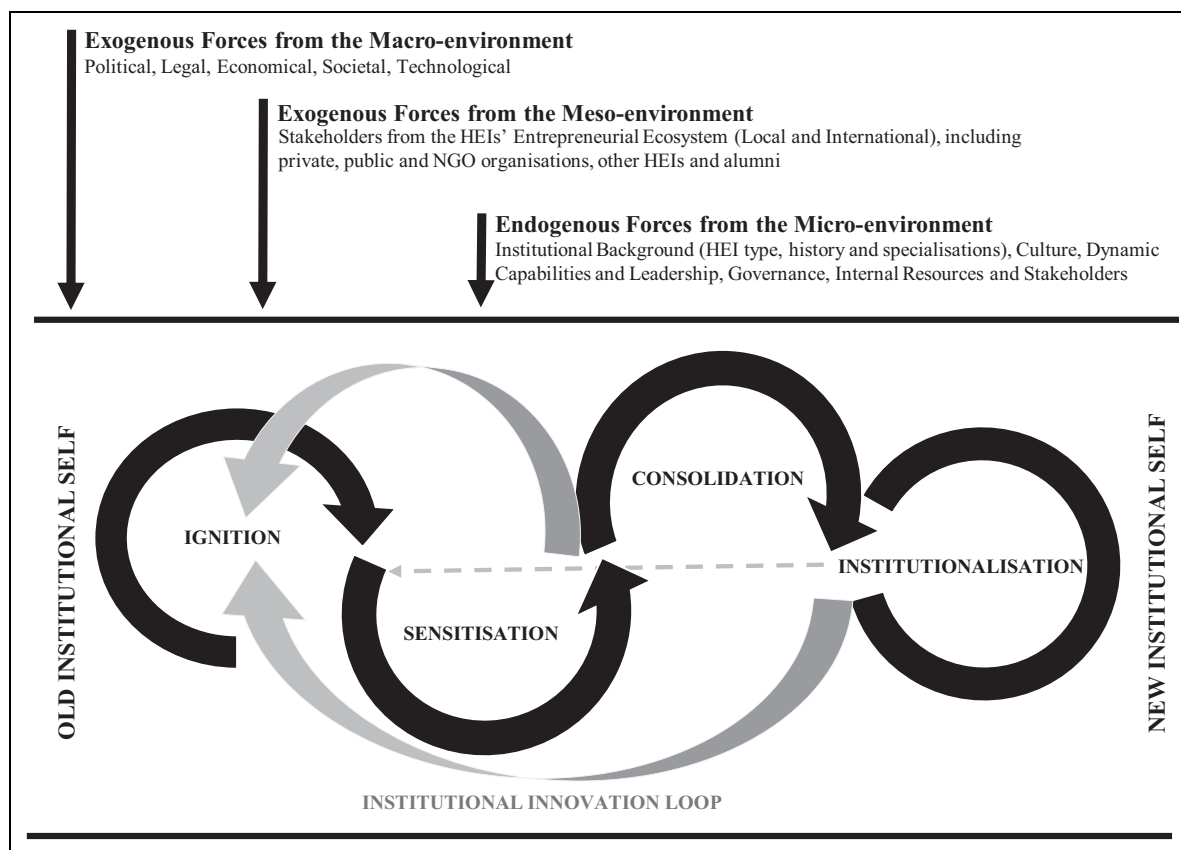 Exogenous Forces from the Macro-environment
Political, Legal, Economical, Societal, Technological
Exogenous Forces from the Meso-environment
Stakeholders from the HEIs’ Entrepreneurial Ecosystem (Local and International), including
private, public and NGO organisations, other HEIs and alumni
Endogenous Forces from the Micro-environment
Institutional Background (HEI type, history and specialisations), Culture, Dynamic
Capabilities and Leadership, Governance, Internal Resources and Stakeholders
OLD INSTITUTIONAL SELF
IGNITION
SENSITISATION
CONSOLIDATION
INSTITUTIONALISATION
NEW INSTITUTIONAL SELF
INSTITUTIONAL INNOVATION LOOP